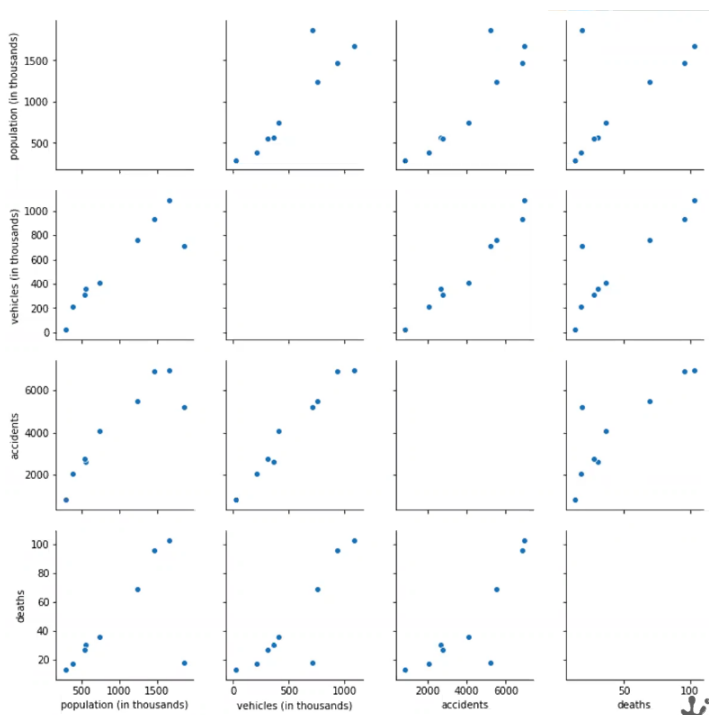 population (in thousands)
1500
1000
500
vehicles (in thousands)
1000
800
600
400
200
0
accidents
6000
4000
2000
deaths
100
80
60
40
20
500 1000 1500 0 500 1000 2000 4000 6000 50 100
population (in thousands) vehicles (in thousands) accidents deaths